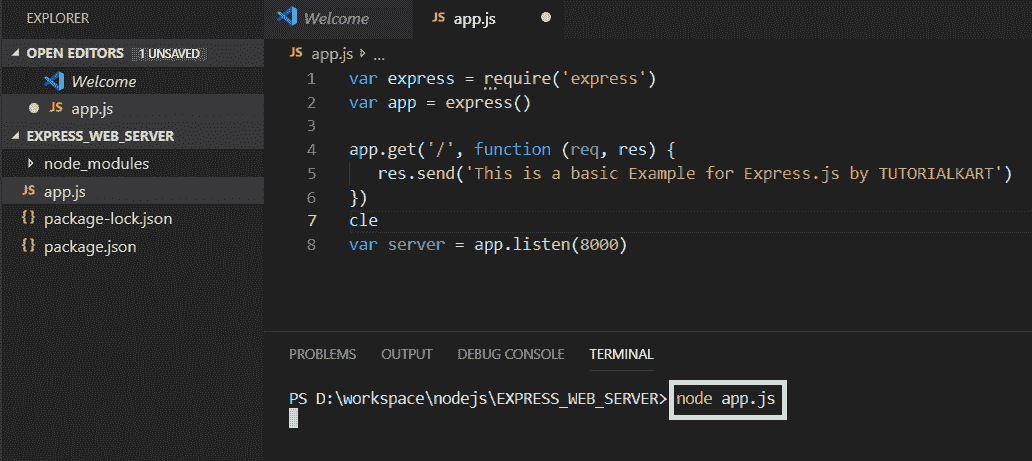 EXPLORER
OPEN EDITORS 1 UNSAVED
Welcome
JS app.js
EXPRESS_WEB_SERVER
node_modules
JS app.js
{} package-lock.json
{} package.json
Welcome JS app.js
JS app.js ...
1 var express = require('express')
2 var app = express()
3
4 app.get('/', function (req, res) {
5 res.send('This is a basic Example for Express.js by TUTORIALKART')
6 })
7 cle
8 var server = app.listen(8000)
PROBLEMS OUTPUT DEBUG CONSOLE TERMINAL
PS D:\workspace\nodejs\EXPRESS_WEB_SERVER> node app.js